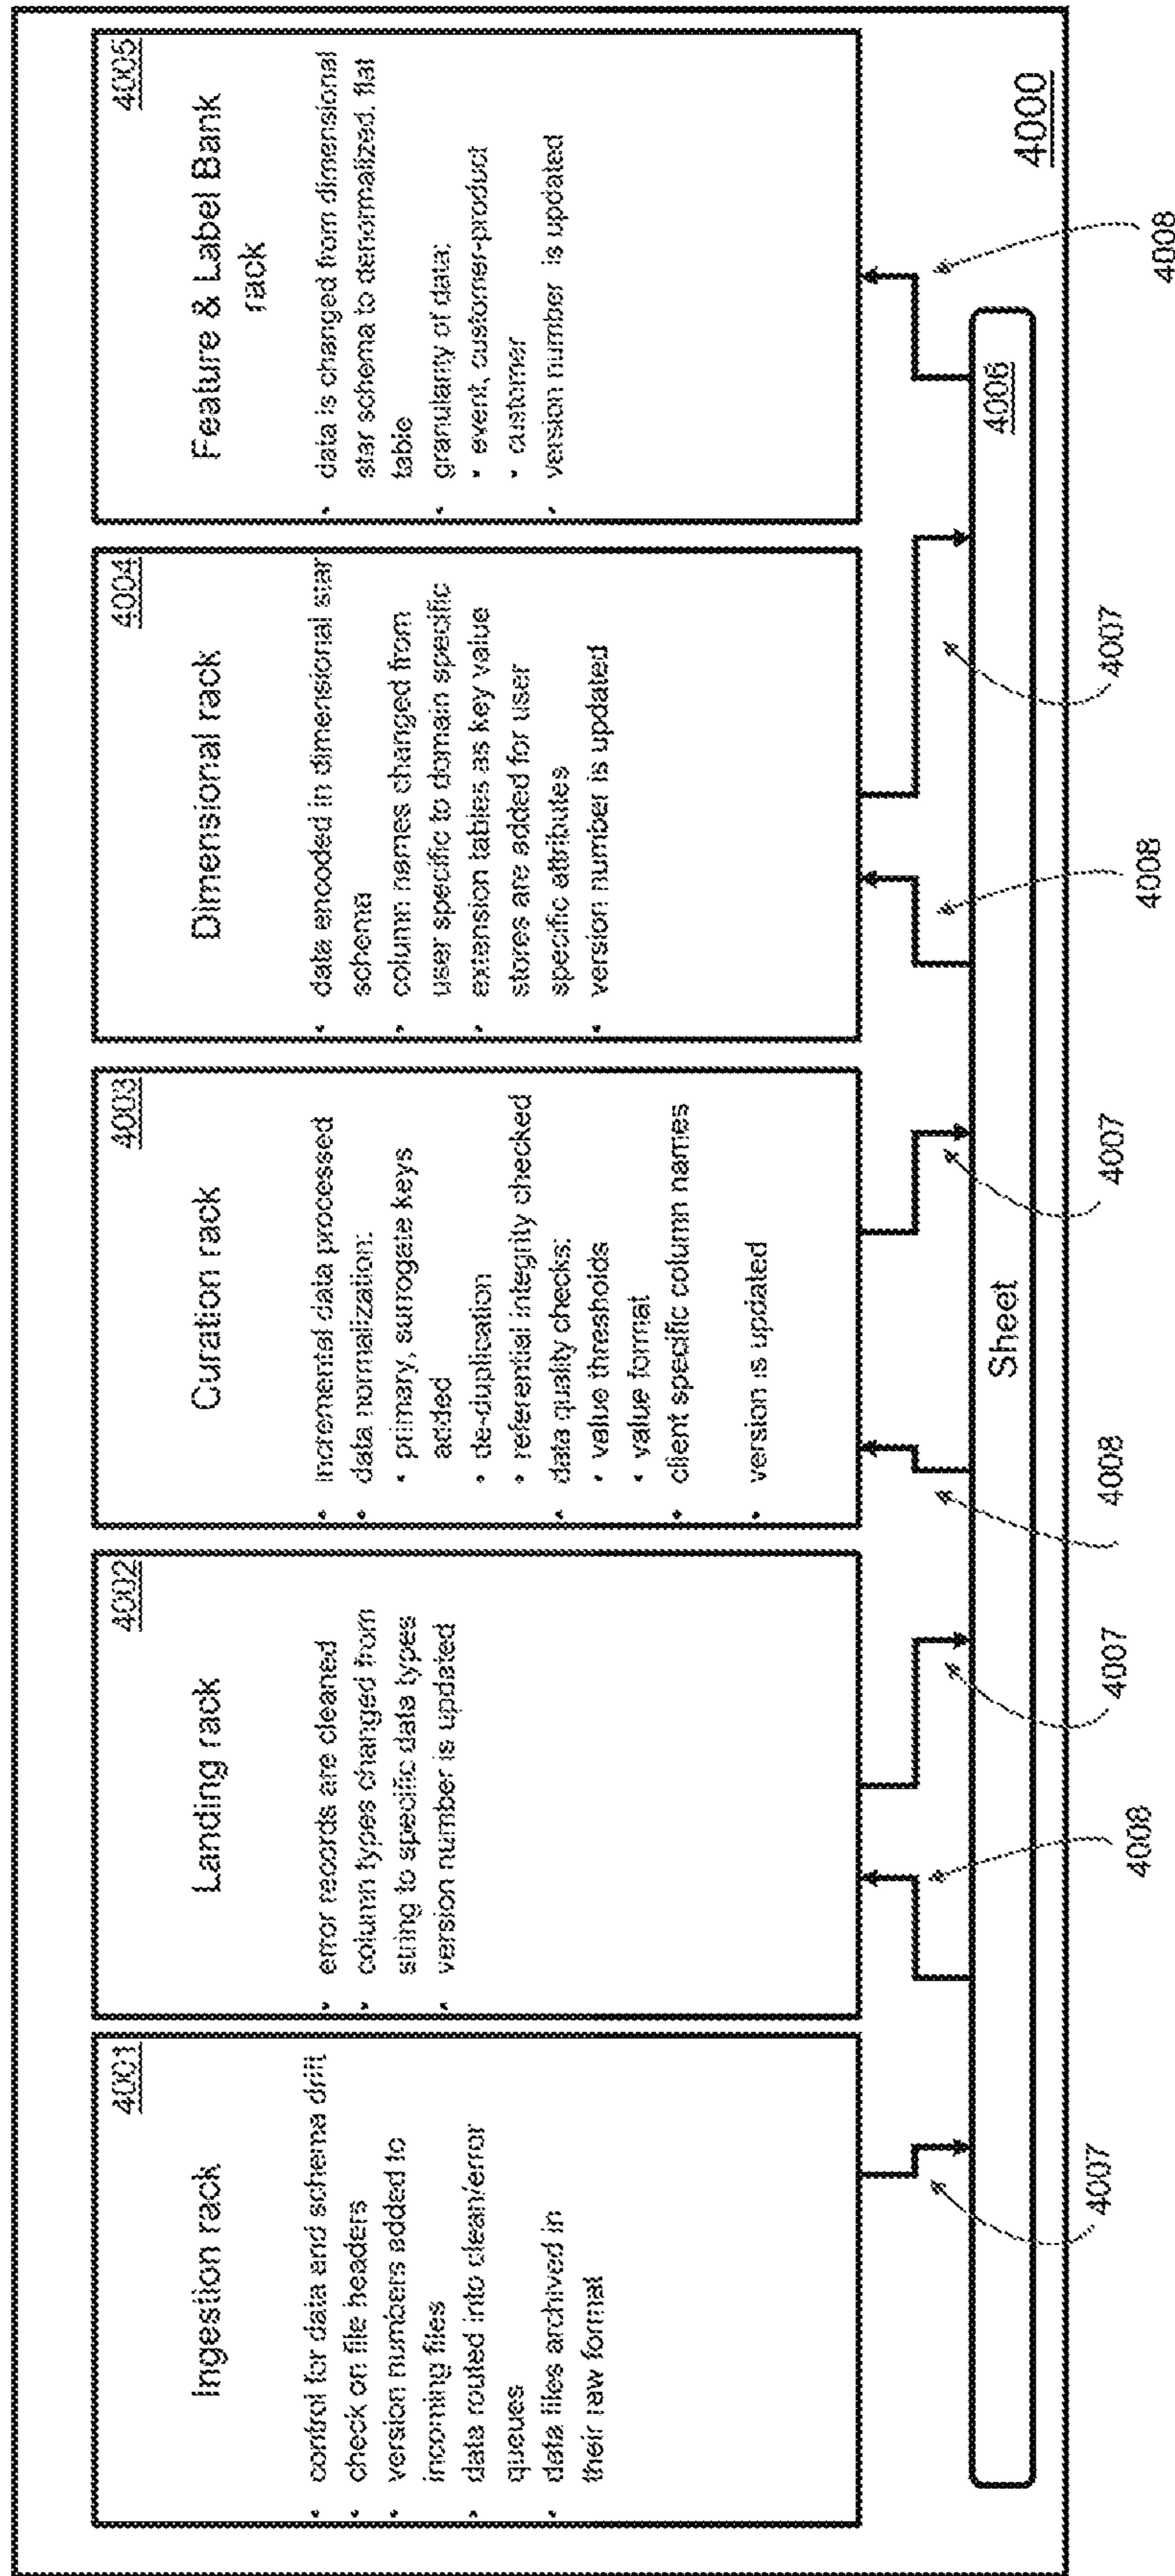 4001
Ingestion rack
• control for data and schema drift
• check on file headers
• version numbers added to
incoming files
• data routed into clean/error
queues
• data files archived in
their raw format
4002
Landing rack
• error records are cleaned
• column types changed from
string to specific data types
• version number is updated
4003
Curation rack
• incremental data processed
• data normalization:
• primary, surrogate keys
added
• de-duplication
• referential integrity checked
• data quality checks:
• value thresholds
• value format
• client specific column names
• version is updated
4004
Dimensional rack
• data encoded in dimensional star
schema
• column names changed from
user specific to domain specific
• extension tables as key value
stores are added for user
specific attributes
• version number is updated
4005
Feature & Label Bank
rack
• data is changed from dimensional
star schema to denormalized, flat
table
• granularity of data:
• event, customer-product
• customer
• version number is updated
Sheet
4006
4007
4008
4007
4008
4007
4008
4007
4008
4000